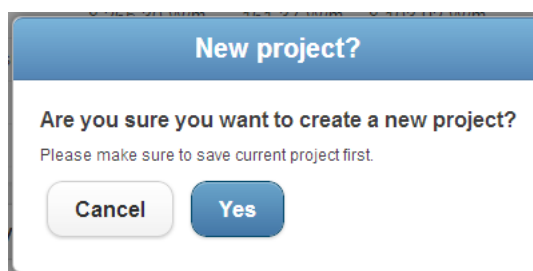 New project?
Are you sure you want to create a new project?
Please make sure to save current project first.
Cancel Yes